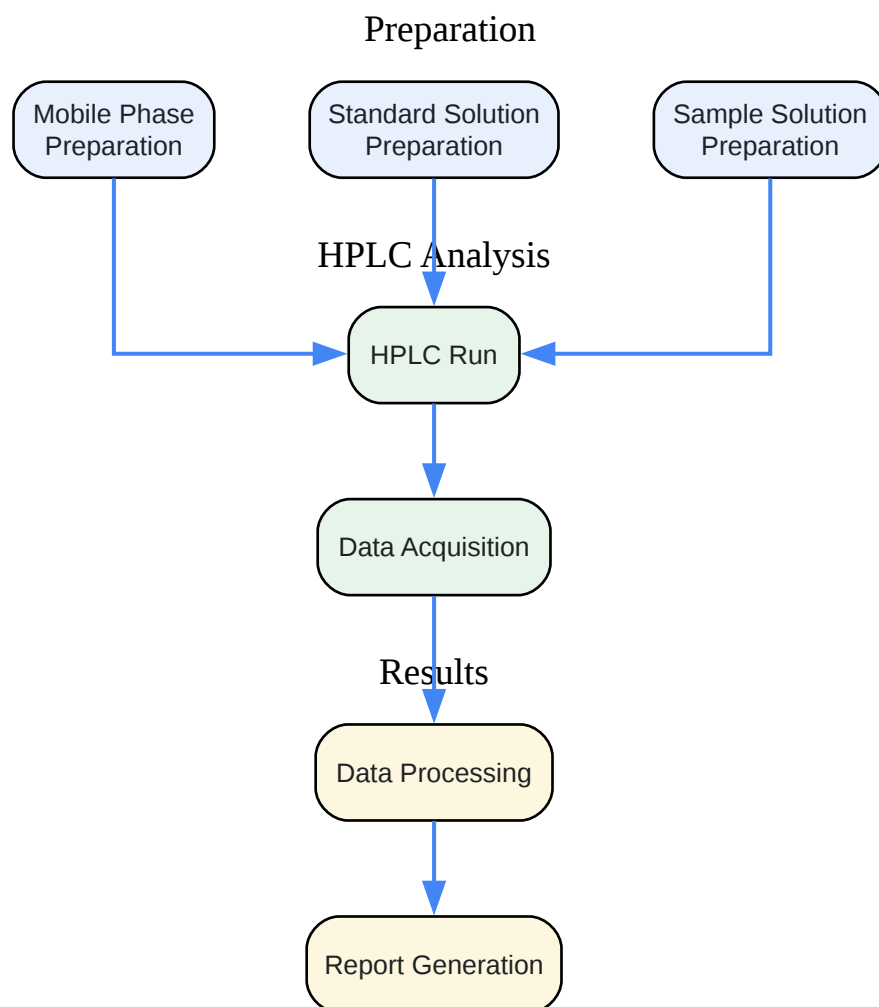 Preparation
Mobile Phase
Preparation
Standard Solution
Preparation
Sample Solution
Preparation
HPLC Analysis
HPLC Run
Data Acquisition
Results
Data Processing
Report Generation